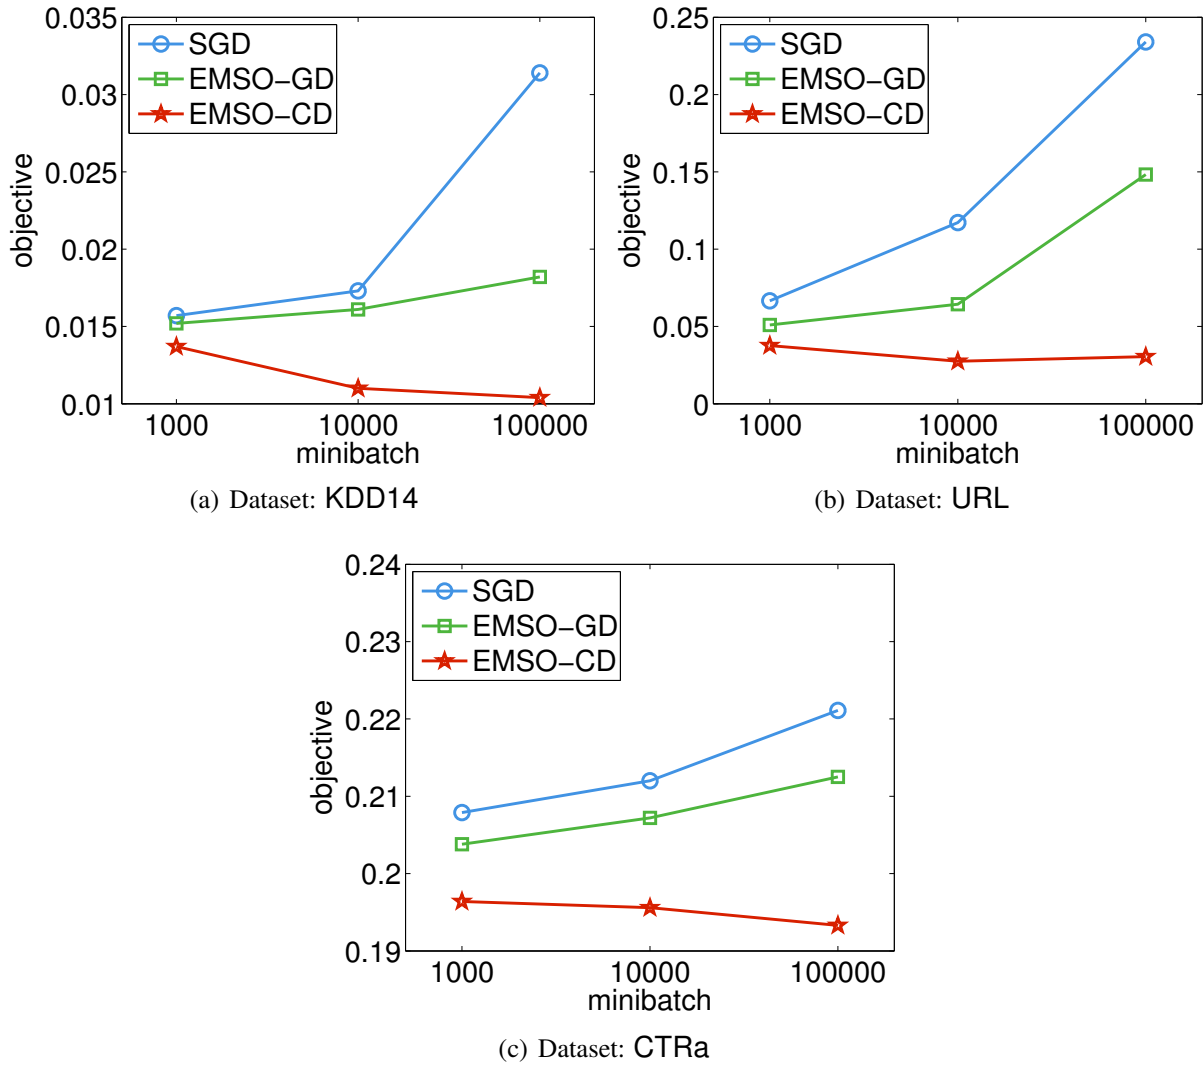 0.035
0.03
0.025
0.02
0.015
0.01
objective
SGD
EMSO-GD
EMSO-CD
1000
10000
100000
minibatch
(a) Dataset: KDD14
0.25
0.2
0.15
0.1
0.05
0
objective
SGD
EMSO-GD
EMSO-CD
1000
10000
100000
minibatch
(b) Dataset: URL
0.24
0.23
0.22
0.21
0.2
0.19
objective
SGD
EMSO-GD
EMSO-CD
1000
10000
100000
minibatch
(c) Dataset: CTRa